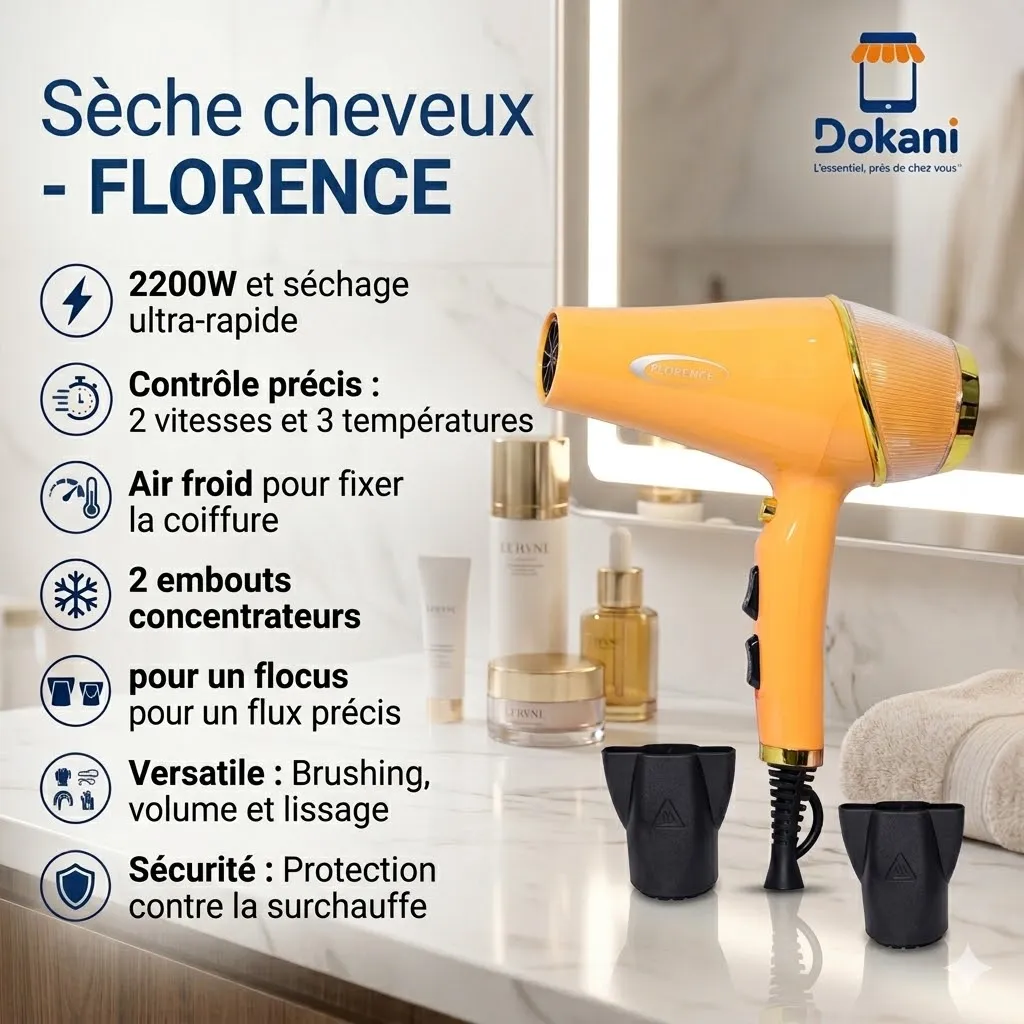 Sèche cheveux
- FLORENCE
Dokani
L'essentiel, près de chez vous
2200W et séchage
ultra-rapide
Contrôle précis :
2 vitesses et 3 températures
Air froid pour fixer
la coiffure
2 embouts
concentrateurs
pour un flocus
pour un flux précis
Versatile : Brushing,
volume et lissage
Sécurité : Protection
contre la surchauffe
FLORENCE